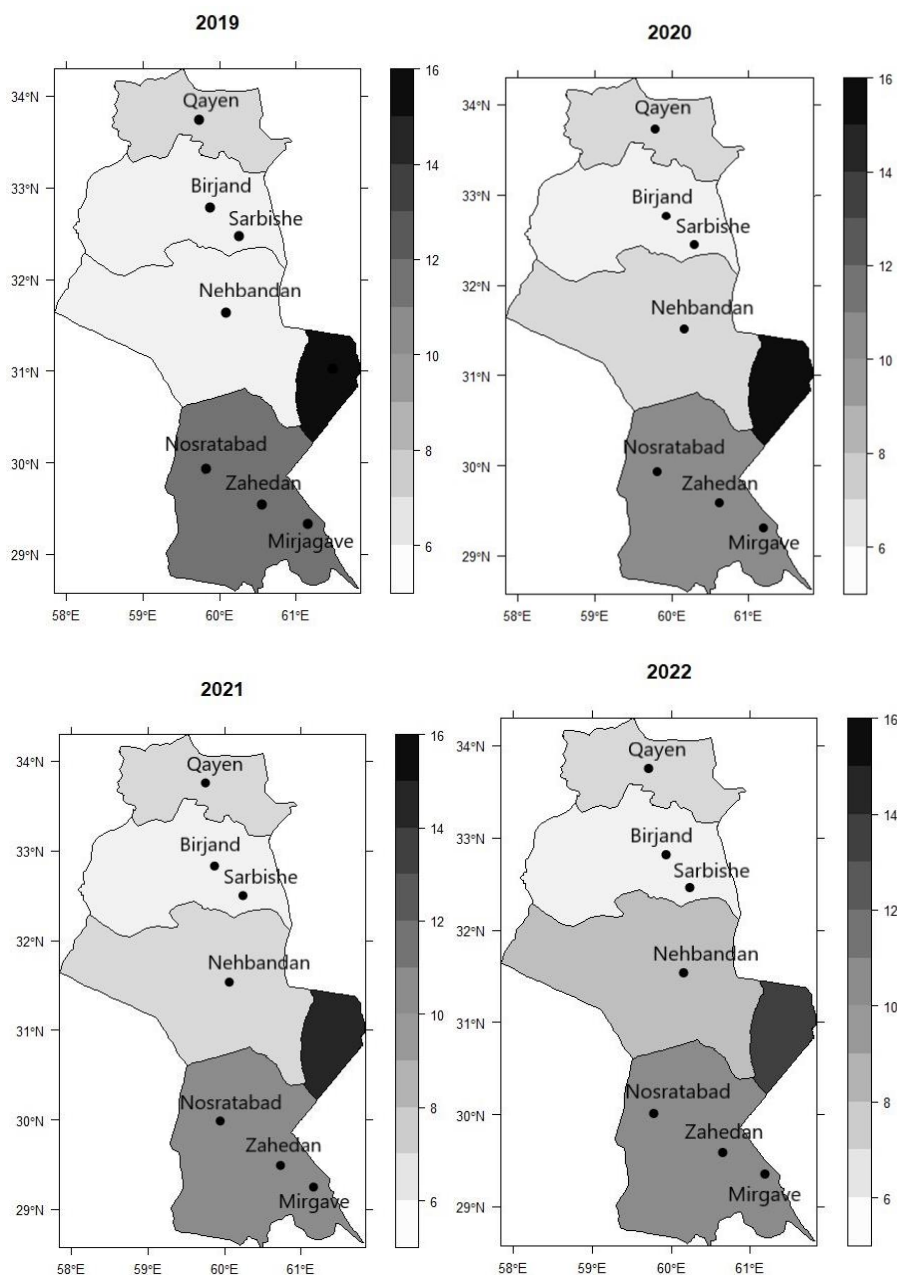 2019
34°N
33°N
32°N
31°N
30°N
29°N
58°E 59°E 60°E 61°E
Qayen
Birjand
Sarbishe
Nehbandan
Nosratabad
Zahedan
Mirjagave
16
14
12
10
8
6
2020
34°N
33°N
32°N
31°N
30°N
29°N
58°E 59°E 60°E 61°E
Qayen
Birjand
Sarbishe
Nehbandan
Nosratabad
Zahedan
Mirgave
16
14
12
10
8
6
2021
34°N
33°N
32°N
31°N
30°N
29°N
58°E 59°E 60°E 61°E
Qayen
Birjand
Sarbishe
Nehbandan
Nosratabad
Zahedan
Mirgave
16
14
12
10
8
6
2022
34°N
33°N
32°N
31°N
30°N
29°N
58°E 59°E 60°E 61°E
Qayen
Birjand
Sarbishe
Nehbandan
Nosratabad
Zahedan
Mirgave
16
14
12
10
8
6